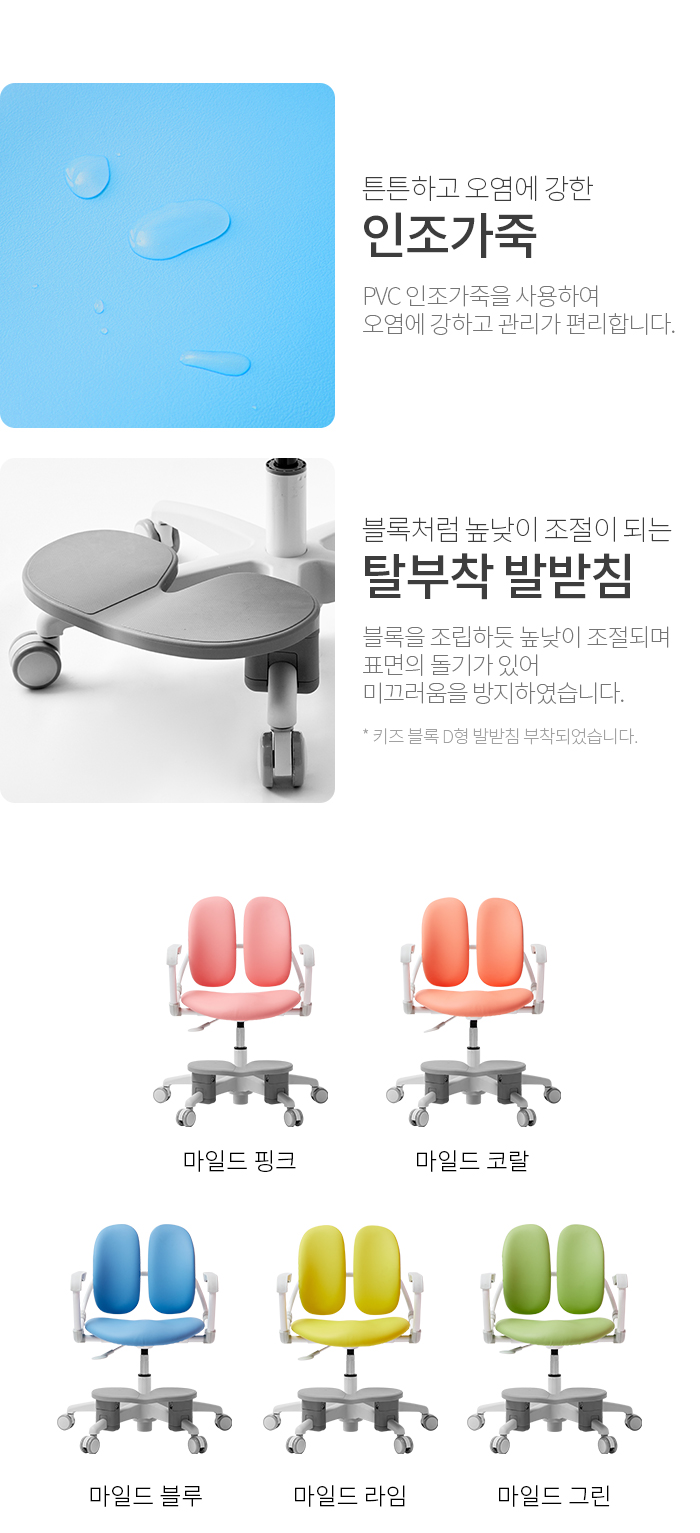 튼튼하고 오염에 강한
인조가죽
PVC 인조가죽을 사용하여
오염에 강하고 관리가 편리합니다.
블록처럼 높낮이 조절이 되는
탈부착 발받침
블록을 조립하듯 높낮이 조절되며
표면의 돌기가 있어
미끄러움을 방지하였습니다.
* 키즈 블록 D형 발받침 부착되었습니다.
마일드 핑크
마일드 코랄
마일드 블루
마일드 라임
마일드 그린